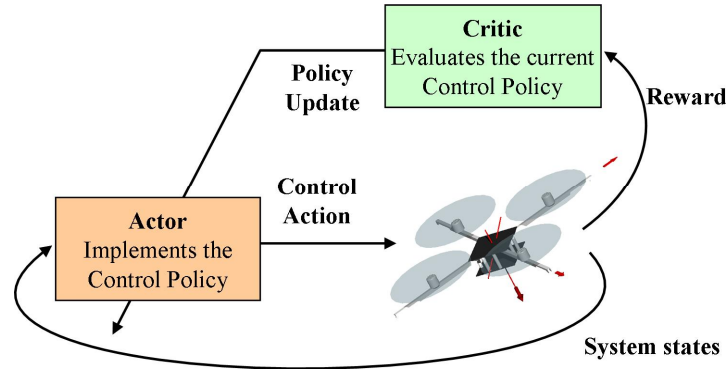 Critic
Evaluates the current
Control Policy
Policy
Update
Reward
Control
Action
Actor
Implements the
Control Policy
System states